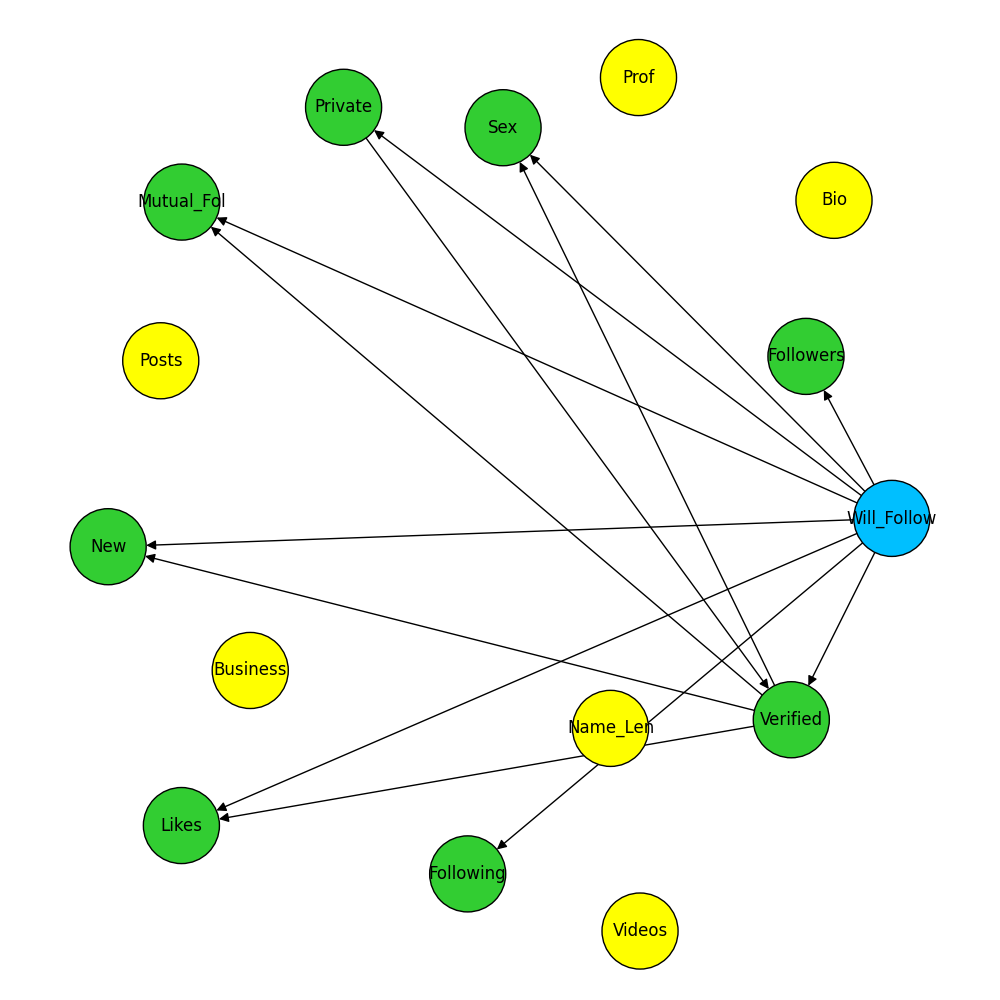 Prof
Private
Sex
Bio
Mutual_Fol
Followers
Posts
Will_Follow
New
Business
Verified
Name_Len
Likes
Following
Videos